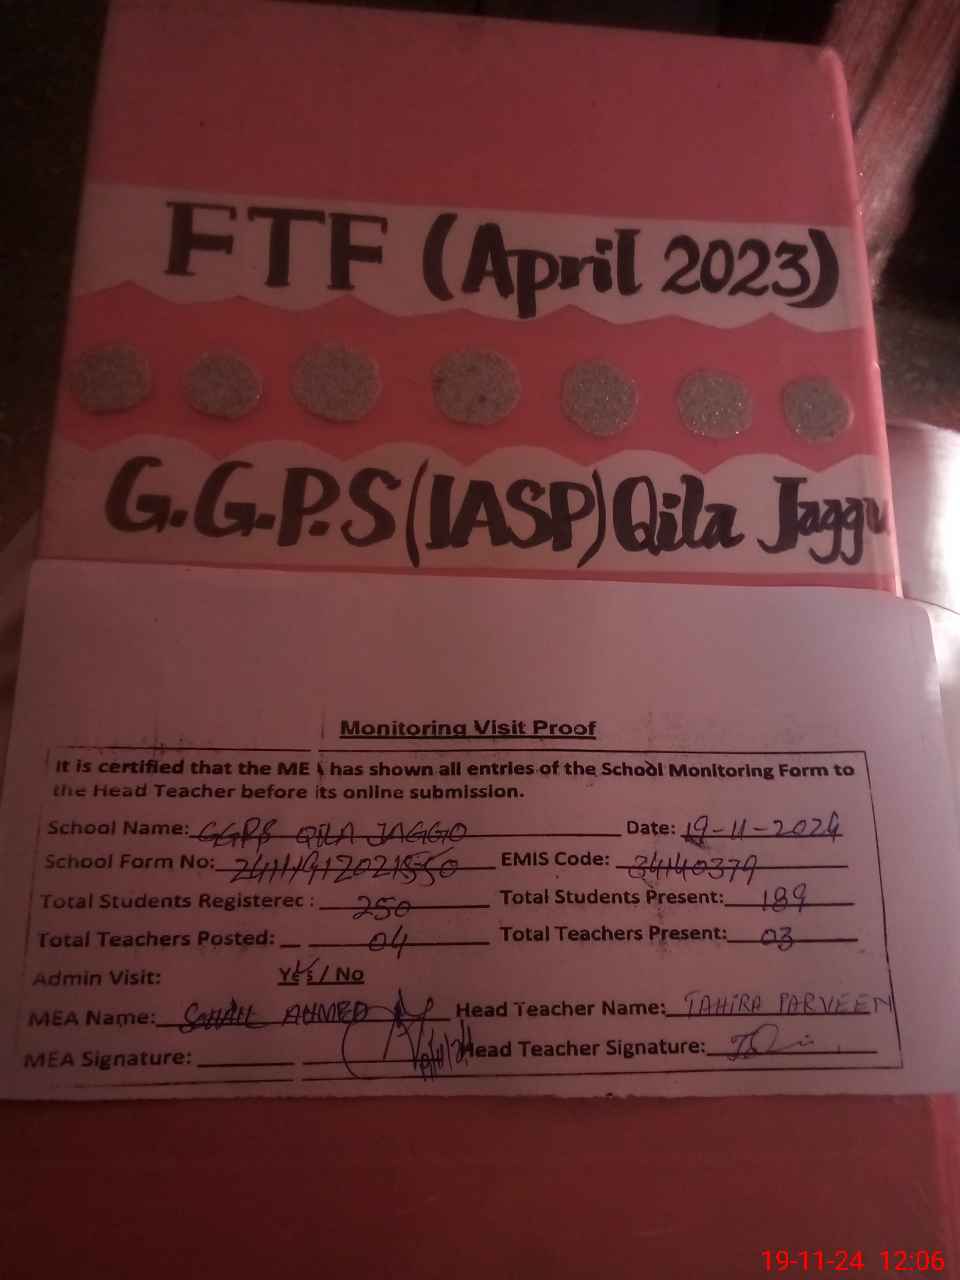 FTF (April 2023)
G.G.P.S (IASP) Qila Jaggu
Monitoring Visit Proof
It is certified that the MEA has shown all entries of the School Monitoring Form to
the Head Teacher before its online submission.
School Name: GGPS QILA JAGGO Date: 19-11-2024
School Form No: EMIS Code: 34140379
Total Students Registered: 250 Total Students Present: 189
Total Teachers Posted: 04 Total Teachers Present: 03
Admin Visit: Yes / No
MEA Name: SOHAIL AHMED Head Teacher Name: TAHIRA PARVEEN
MEA Signature: Head Teacher Signature:
19-11-24 12:06